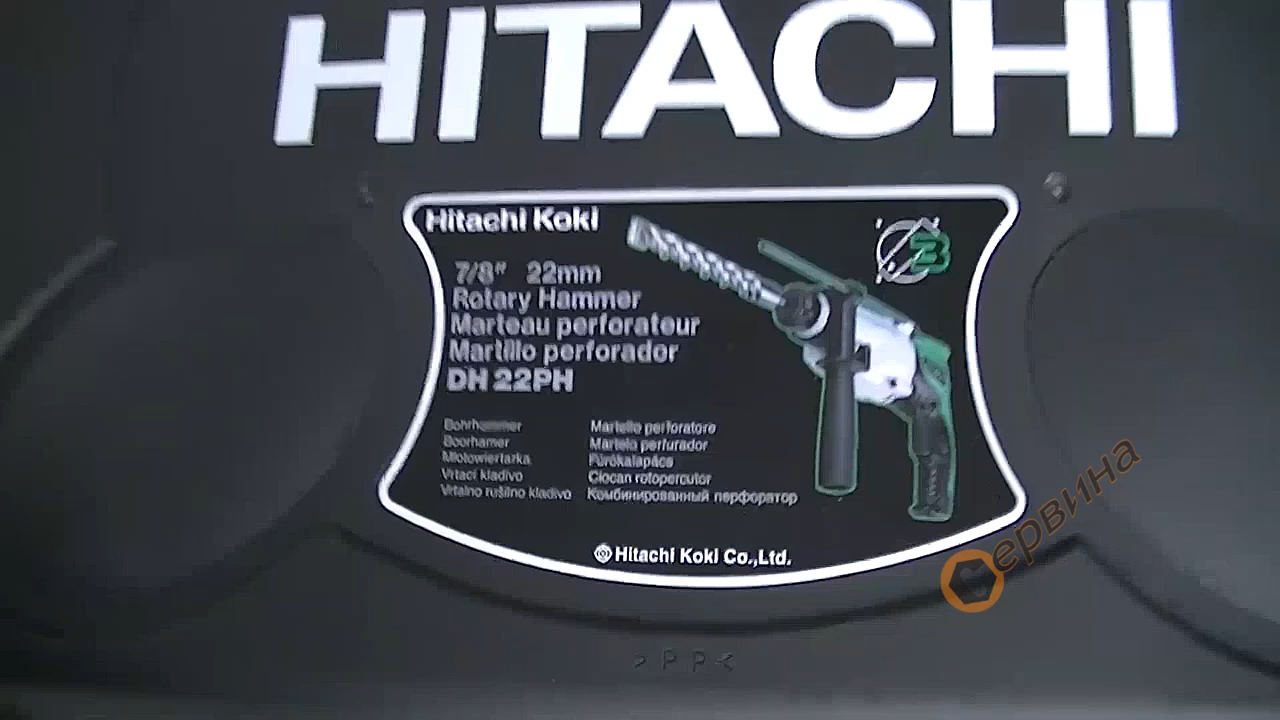 HITACHI
Hitachi Koki
7/8" 22mm
Rotary Hammer
Marteau perforateur
Martillo perforador
DH 22PH
Bohrhammer Martello perforatore
Boorhamer Martelo perfurador
Młotowiertarka Fúrókalapács
Vrtací kladivo Ciocan rotopercutor
Vrtalno rušilno kladivo Комбинированный перфоратор
Hitachi Koki Co.,Ltd.
Сервина
>PP<